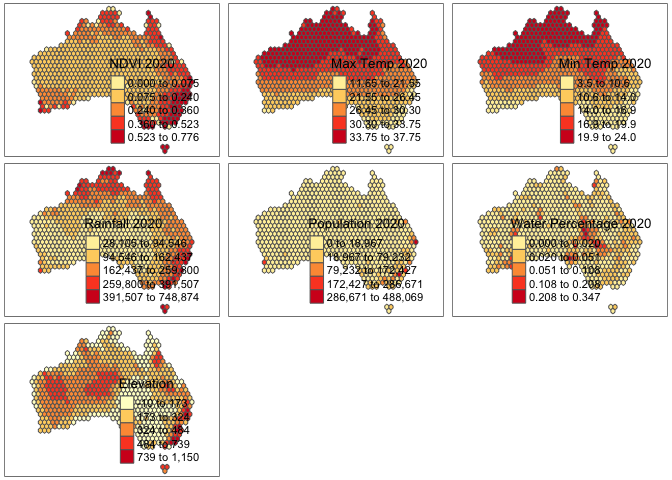 NDVI 2020
0.000 to 0.075
0.075 to 0.240
0.240 to 0.360
0.360 to 0.523
0.523 to 0.776
Max Temp 2020
11.65 to 21.55
21.55 to 26.45
26.45 to 30.30
30.30 to 33.75
33.75 to 37.75
Min Temp 2020
3.5 to 10.6
10.6 to 14.0
14.0 to 16.9
16.9 to 19.9
19.9 to 24.0
Rainfall 2020
28,105 to 94,546
94,546 to 162,437
162,437 to 259,800
259,800 to 391,507
391,507 to 748,874
Population 2020
0 to 18,967
18,967 to 79,232
79,232 to 172,427
172,427 to 286,671
286,671 to 488,069
Water Percentage 2020
0.000 to 0.020
0.020 to 0.051
0.051 to 0.108
0.108 to 0.208
0.208 to 0.347
Elevation
-10 to 173
173 to 324
324 to 484
484 to 739
739 to 1,150